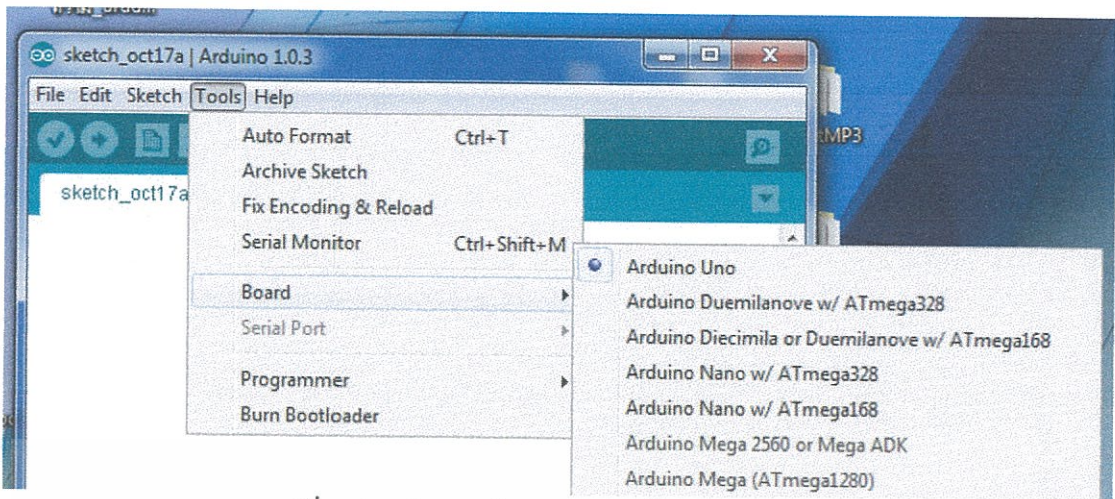 sketch_oct17a | Arduino 1.0.3
File Edit Sketch Tools Help
Auto Format Ctrl+T
Archive Sketch
sketch_oct17a
Fix Encoding & Reload
Serial Monitor Ctrl+Shift+M
Board
Serial Port
Programmer
Burn Bootloader
Arduino Uno
Arduino Duemilanove w/ ATmega328
Arduino Diecimila or Duemilanove w/ ATmega168
Arduino Nano w/ ATmega328
Arduino Nano w/ ATmega168
Arduino Mega 2560 or Mega ADK
Arduino Mega (ATmega1280)
tMP3